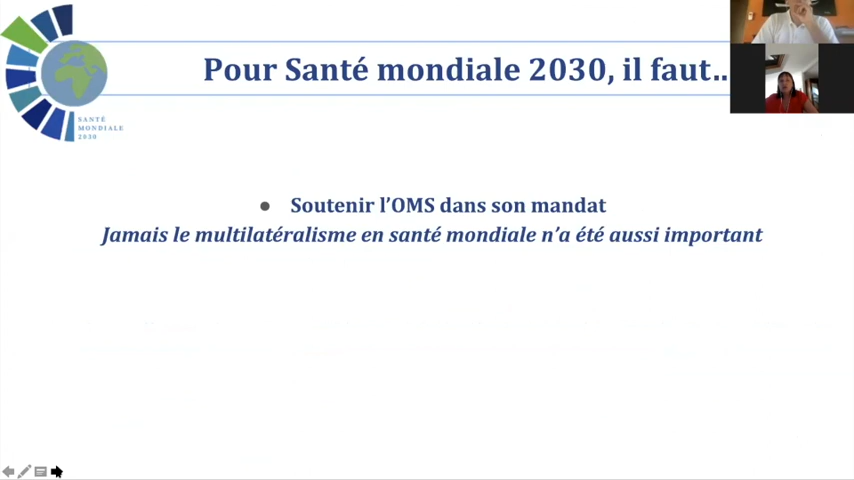 Pour Santé mondiale 2030, il faut…
SANTÉ
MONDIALE
2030
● Soutenir l'OMS dans son mandat
Jamais le multilatéralisme en santé mondiale n'a été aussi important